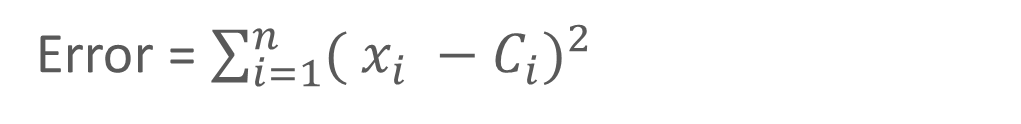 Error = ∑ⁿᵢ₌₁( xᵢ − Cᵢ)²